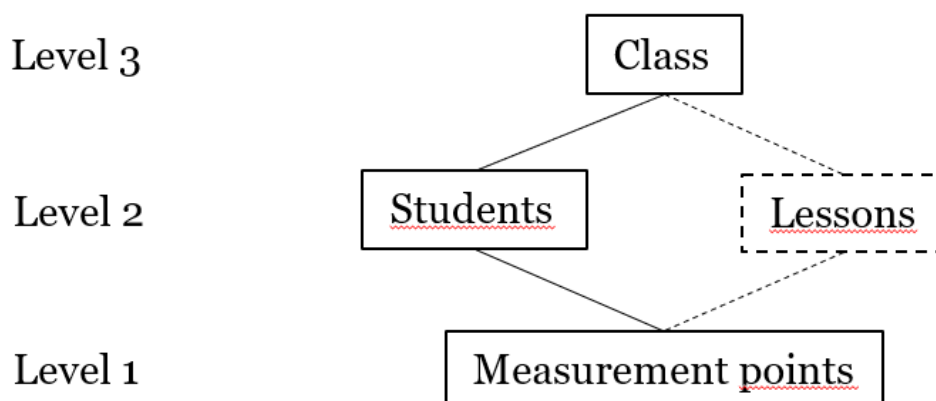 Level 3
Class
Level 2
Students
Lessons
Level 1
Measurement points